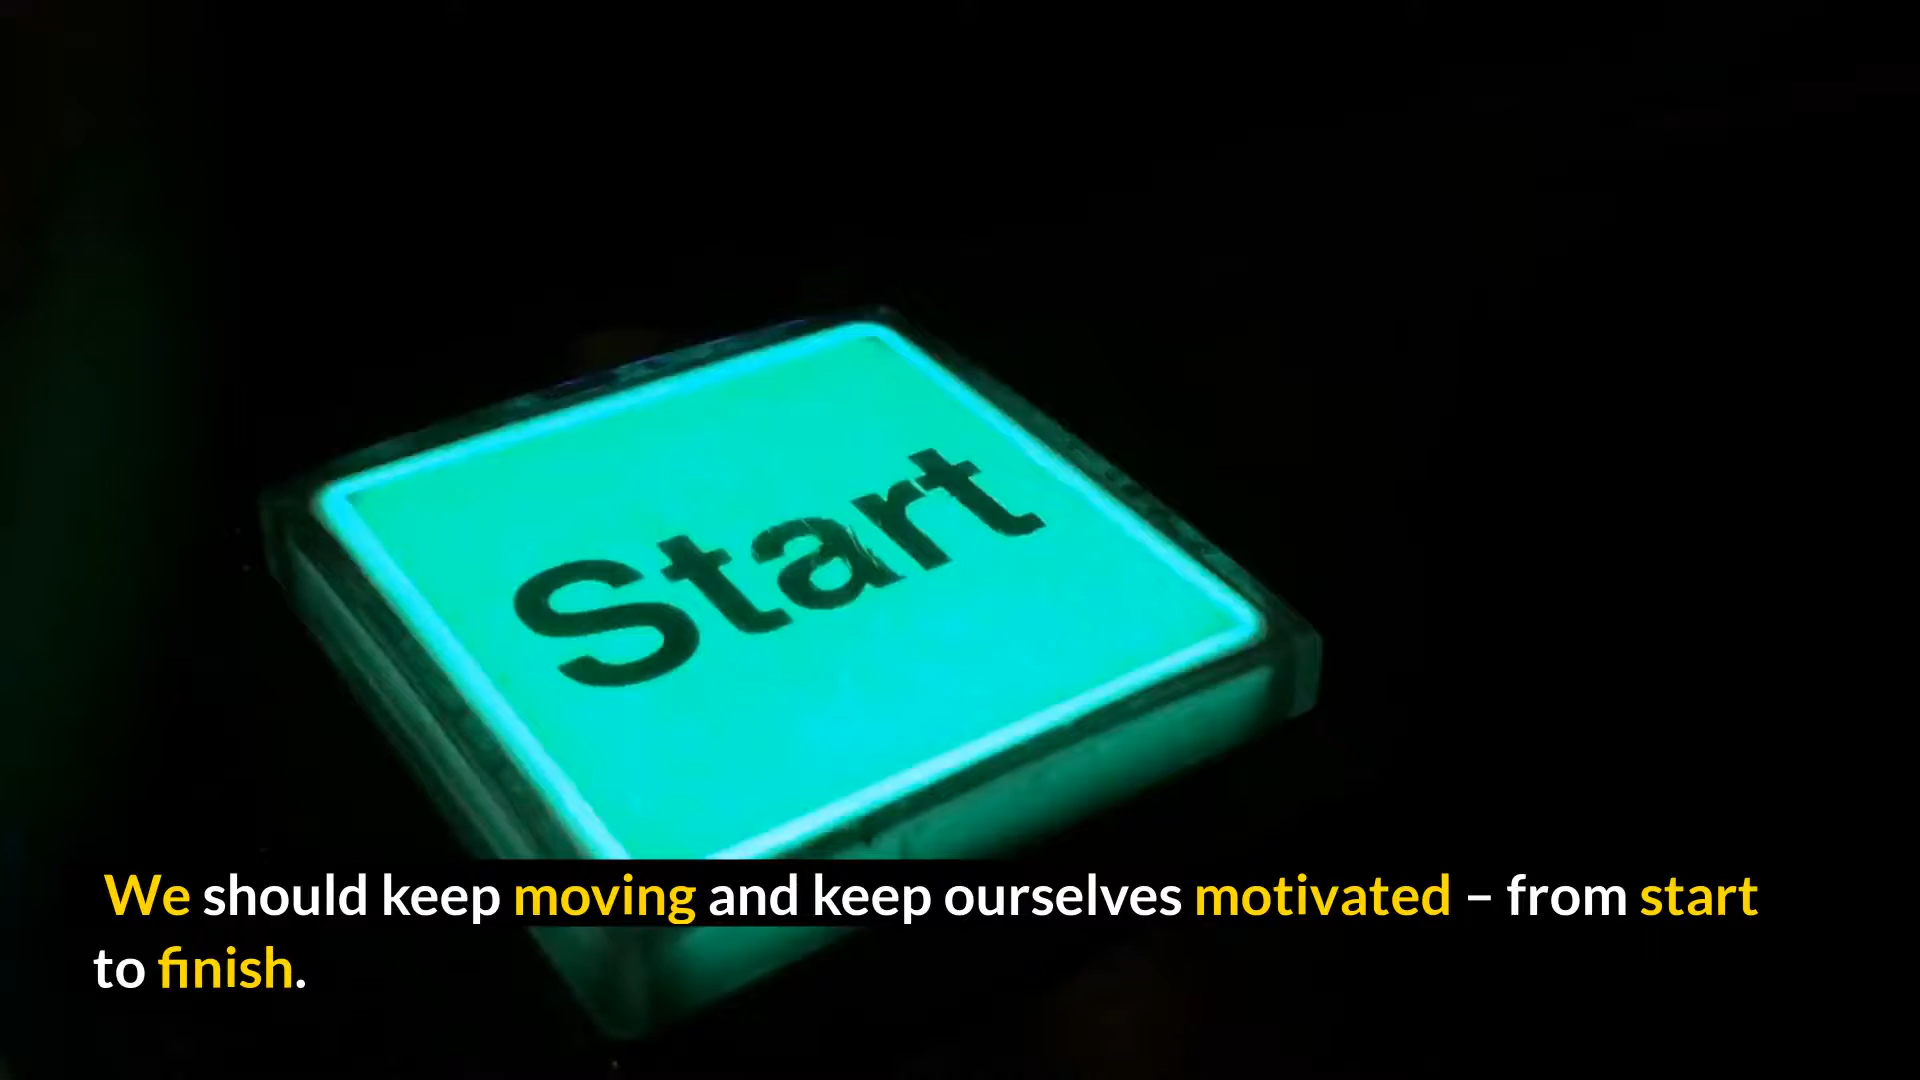 Start
We should keep moving and keep ourselves motivated – from start
to finish.